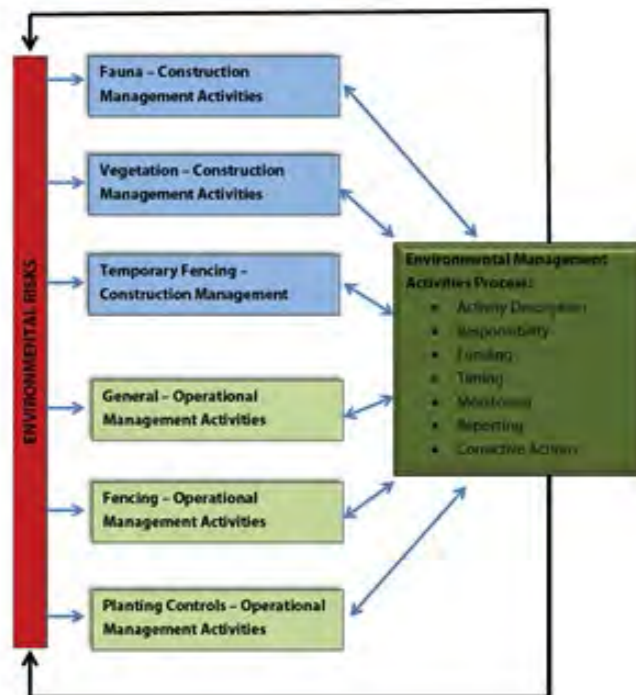 ENVIRONMENTAL RISKS
Fauna – Construction
Management Activities
Vegetation – Construction
Management Activities
Temporary Fencing –
Construction Management
General – Operational
Management Activities
Fencing – Operational
Management Activities
Planting Controls – Operational
Management Activities
Environmental Management
Activities Process:
• Activity Description
• Responsibility
• Funding
• Timing
• Monitoring
• Reporting
• Corrective Actions